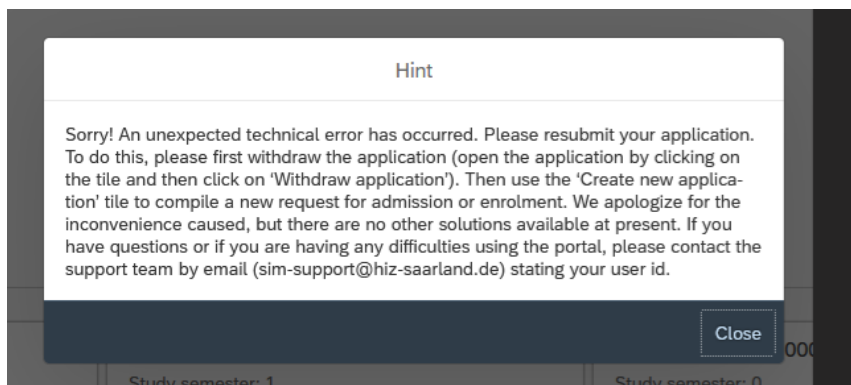 Hint
Sorry! An unexpected technical error has occurred. Please resubmit your application.
To do this, please first withdraw the application (open the application by clicking on
the tile and then click on ‘Withdraw application’). Then use the ‘Create new applica-
tion’ tile to compile a new request for admission or enrolment. We apologize for the
inconvenience caused, but there are no other solutions available at present. If you
have questions or if you are having any difficulties using the portal, please contact the
support team by email (sim-support@hiz-saarland.de) stating your user id.
Close
Study semester: 1
Study semester: 0